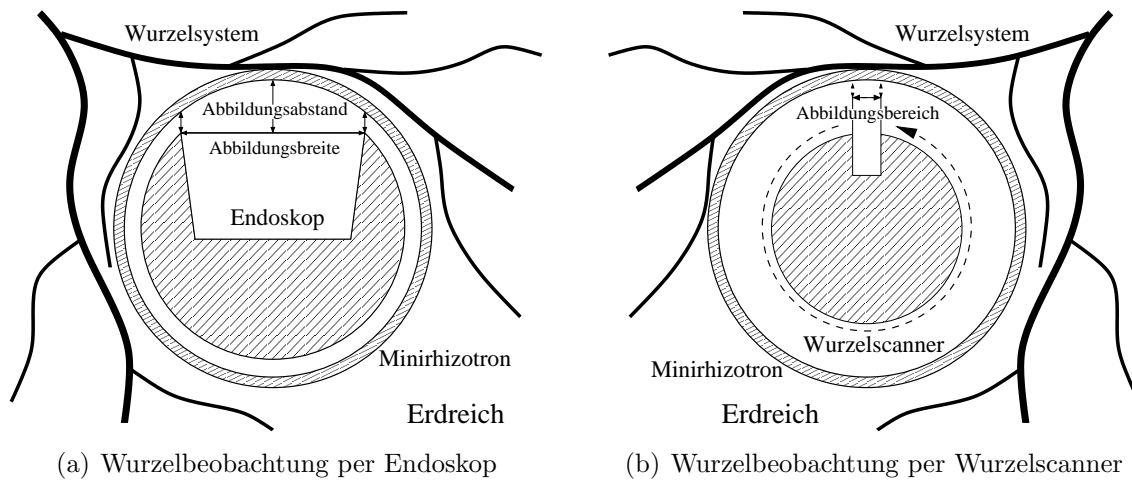 Wurzelsystem
Abbildungsabstand
Abbildungsbreite
Endoskop
Minirhizotron
Erdreich
(a) Wurzelbeobachtung per Endoskop
Wurzelsystem
Abbildungsbereich
Wurzelscanner
Minirhizotron
Erdreich
(b) Wurzelbeobachtung per Wurzelscanner